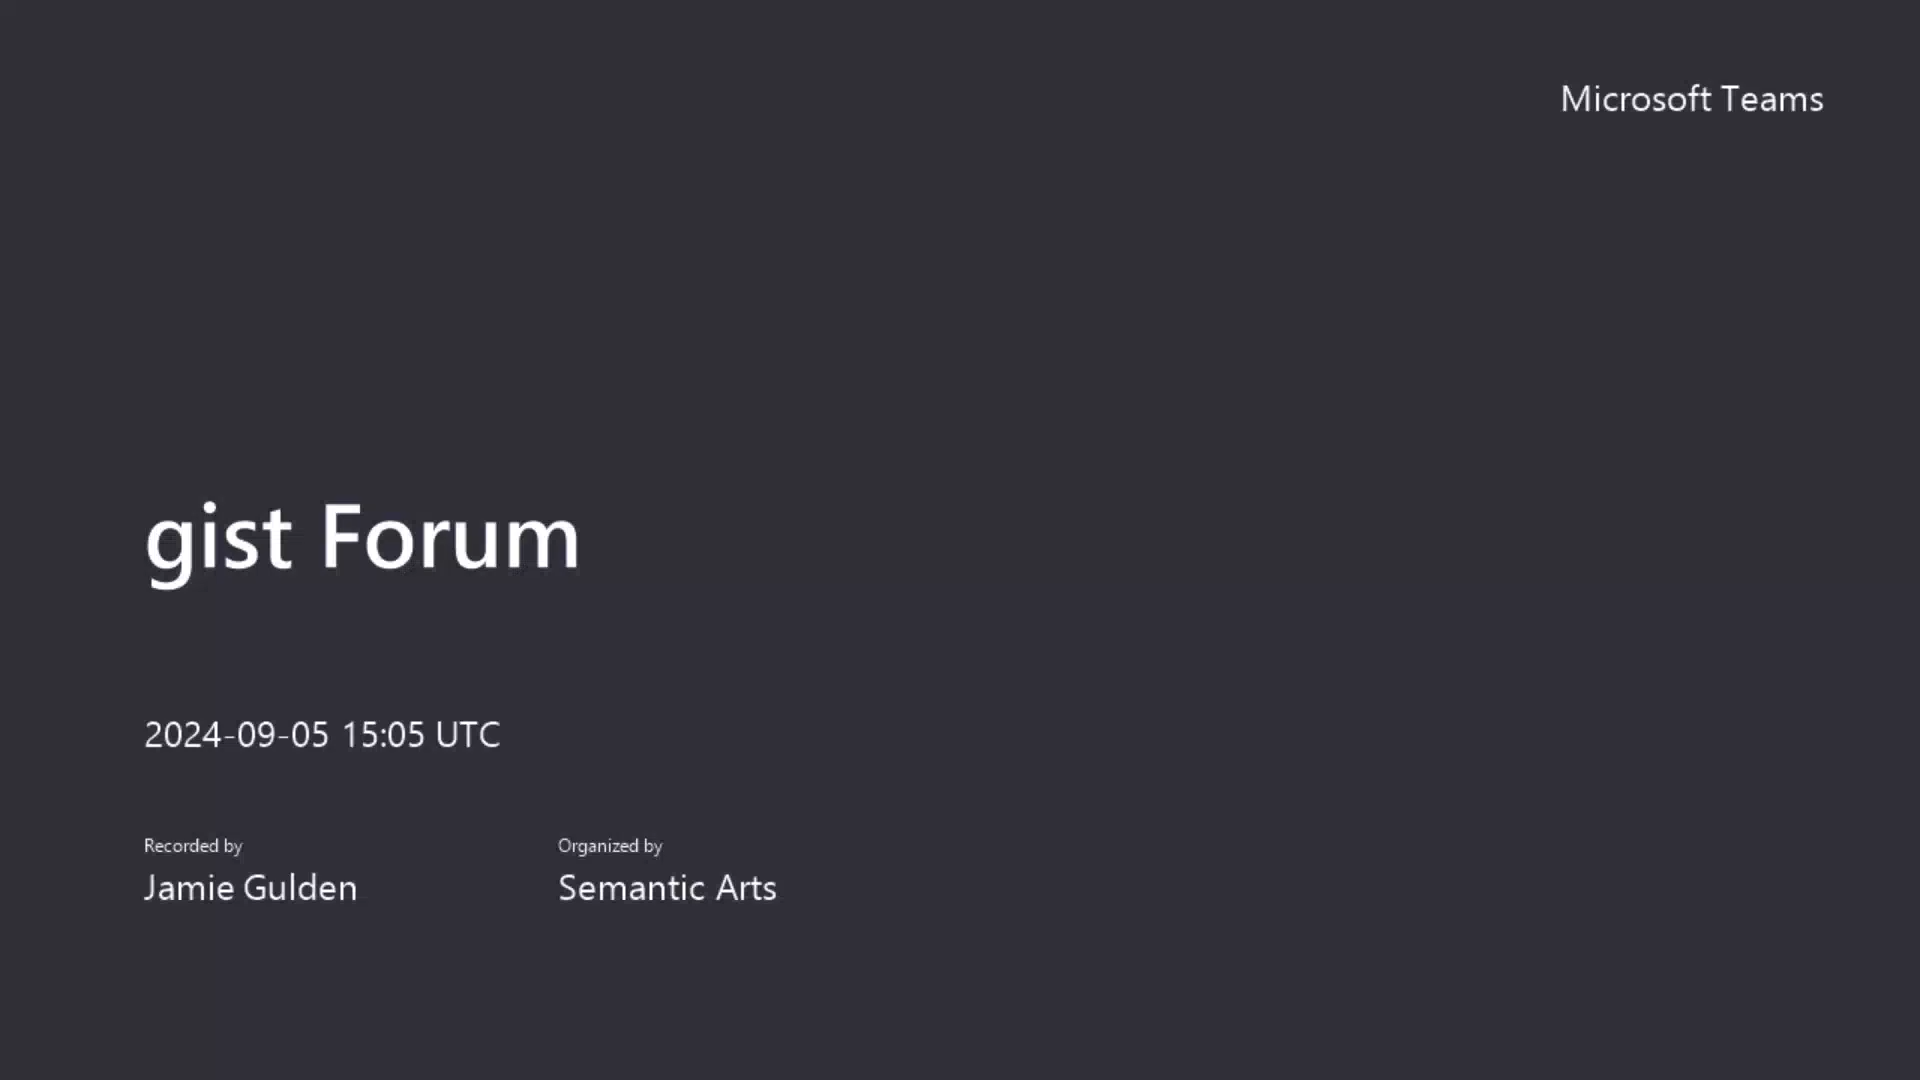 Microsoft Teams
gist Forum
2024-09-05 15:05 UTC
Recorded by
Jamie Gulden
Organized by
Semantic Arts